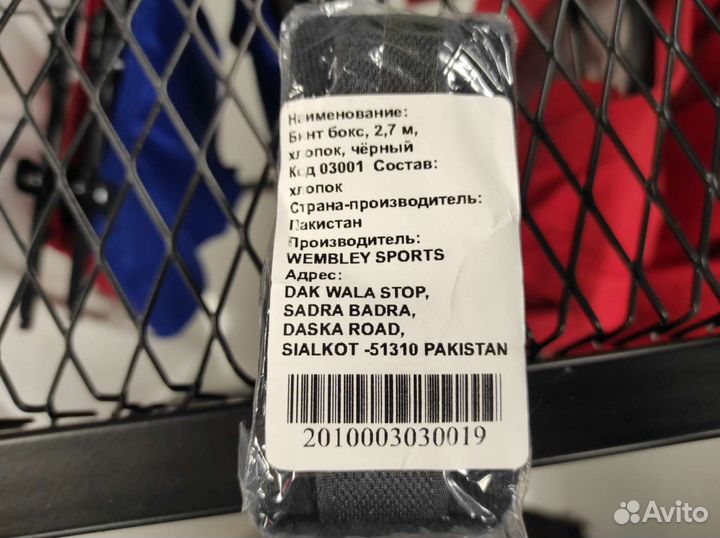 Наименование:
Бинт бокс, 2,7 м,
хлопок, чёрный
Код 03001 Состав:
хлопок
Страна-производитель:
Пакистан
Производитель:
WEMBLEY SPORTS
Адрес:
DAK WALA STOP,
SADRA BADRA,
DASKA ROAD,
SIALKOT -51310 PAKISTAN
2010003030019
Avito